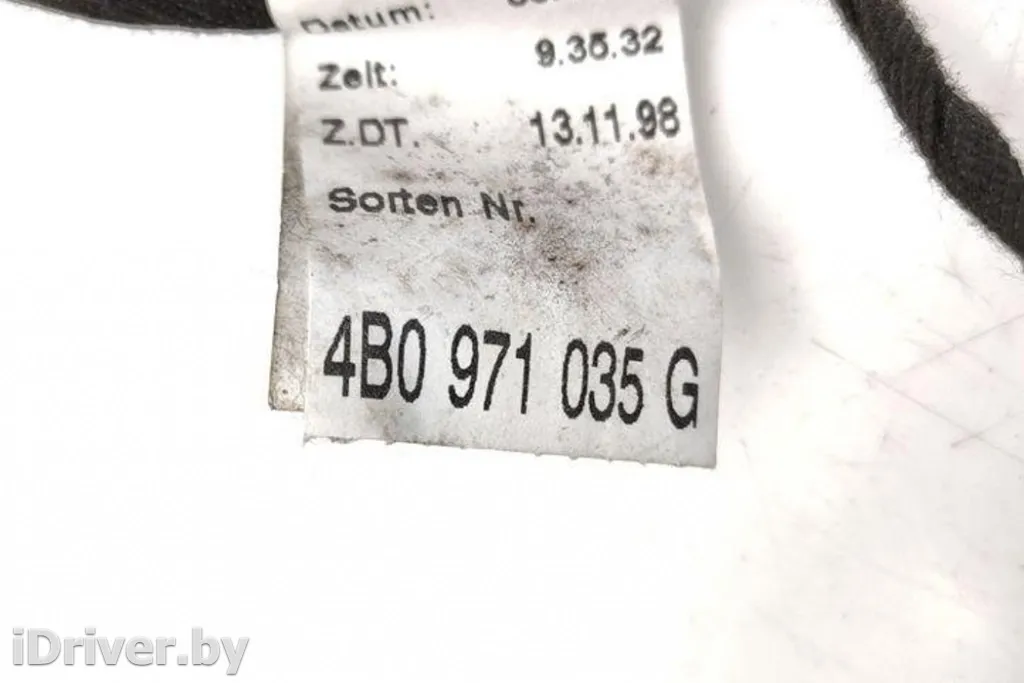 Datum:
Zeit: 9.35.32
Z.DT. 13.11.98
Sorten Nr.
4B0 971 035 G
iDriver.by